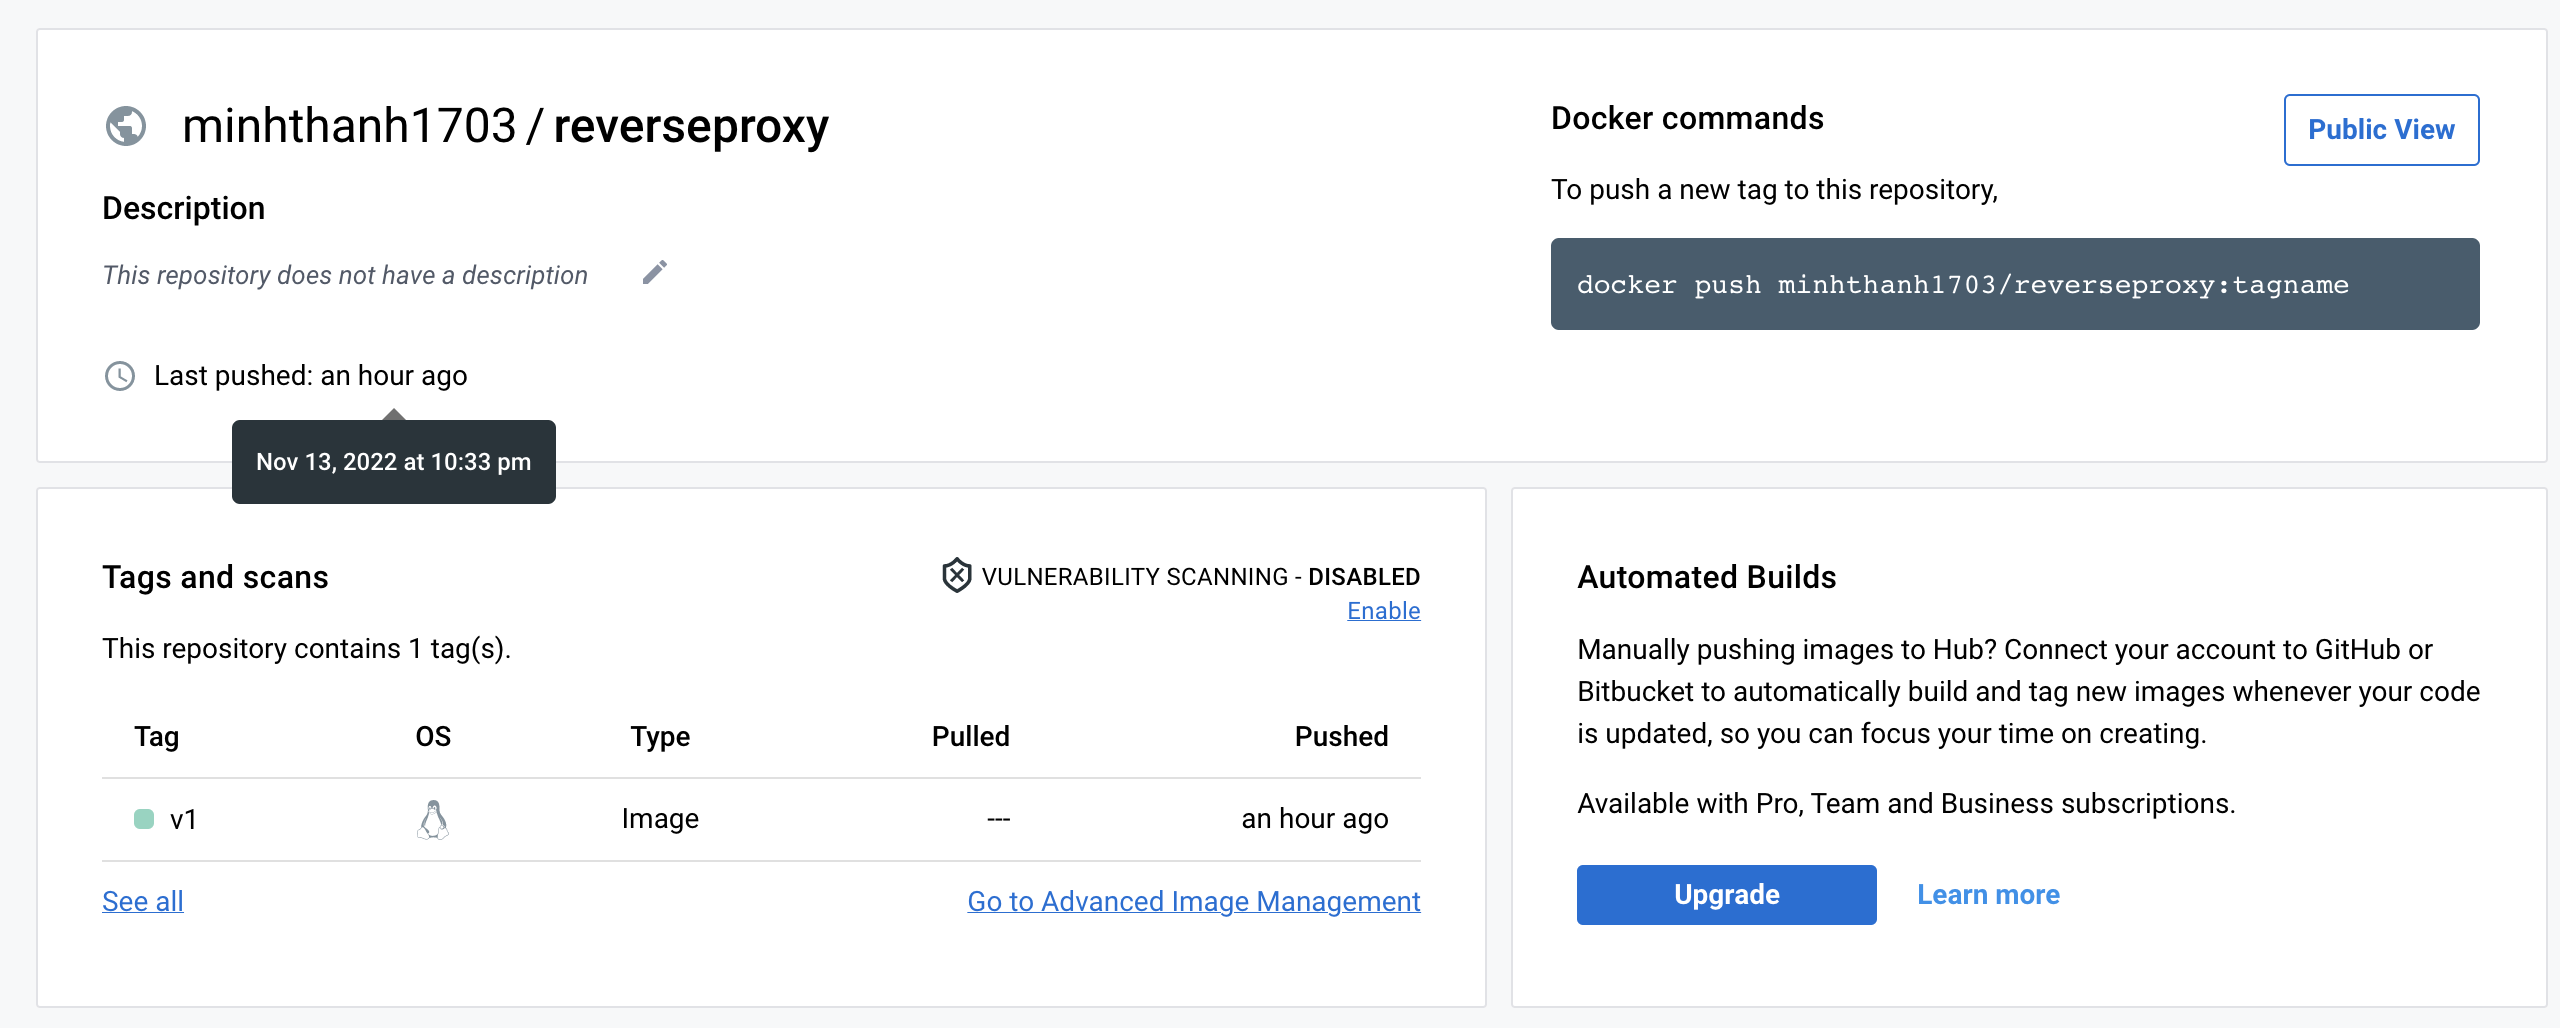 minhthanh1703 / reverseproxy
Description
This repository does not have a description
Last pushed: an hour ago
Nov 13, 2022 at 10:33 pm
Docker commands
Public View
To push a new tag to this repository,
docker push minhthanh1703/reverseproxy:tagname
Tags and scans
VULNERABILITY SCANNING - DISABLED
Enable
This repository contains 1 tag(s).
Tag OS Type Pulled Pushed
v1 Image --- an hour ago
See all
Go to Advanced Image Management
Automated Builds
Manually pushing images to Hub? Connect your account to GitHub or
Bitbucket to automatically build and tag new images whenever your code
is updated, so you can focus your time on creating.
Available with Pro, Team and Business subscriptions.
Upgrade
Learn more